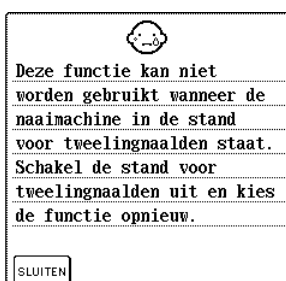 Deze functie kan niet
worden gebruikt wanneer de
naaimachine in de stand
voor tweelingnaalden staat.
Schakel de stand voor
tweelingnaalden uit en kies
de functie opnieuw.
SLUITEN